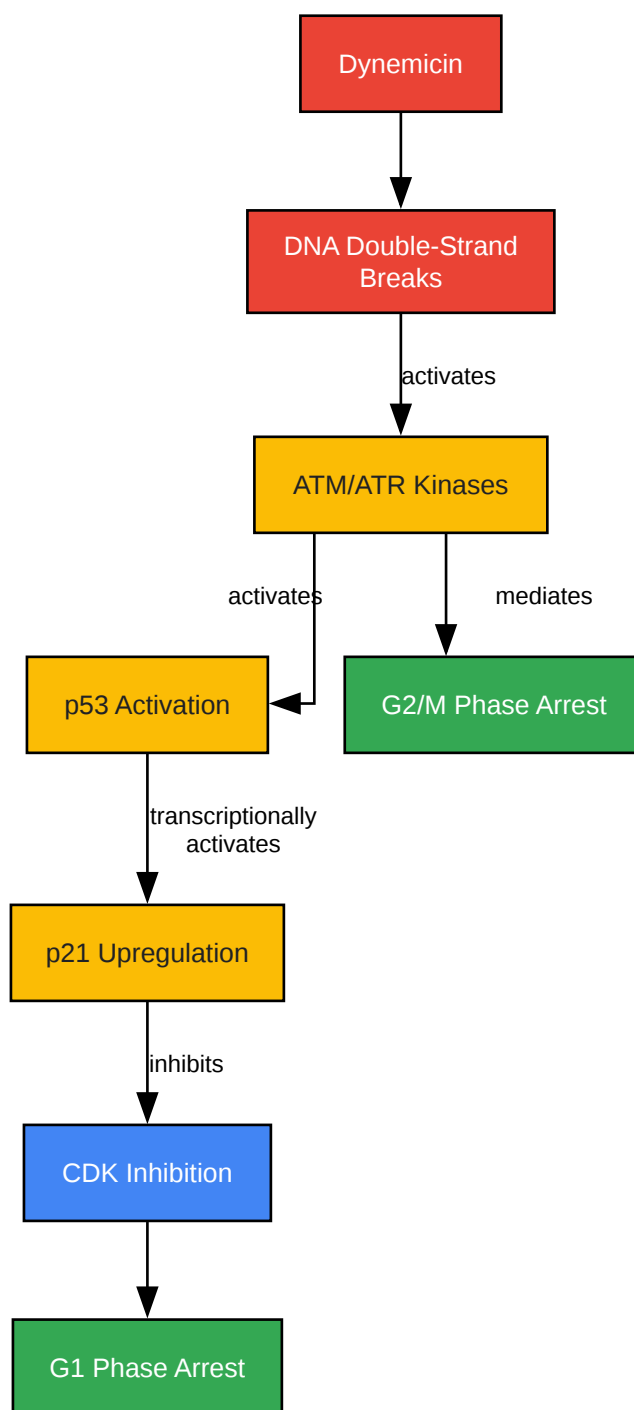 Dynemicin
DNA Double-Strand
Breaks
activates
ATM/ATR Kinases
activates
mediates
p53 Activation
G2/M Phase Arrest
transcriptionally
activates
p21 Upregulation
inhibits
CDK Inhibition
G1 Phase Arrest